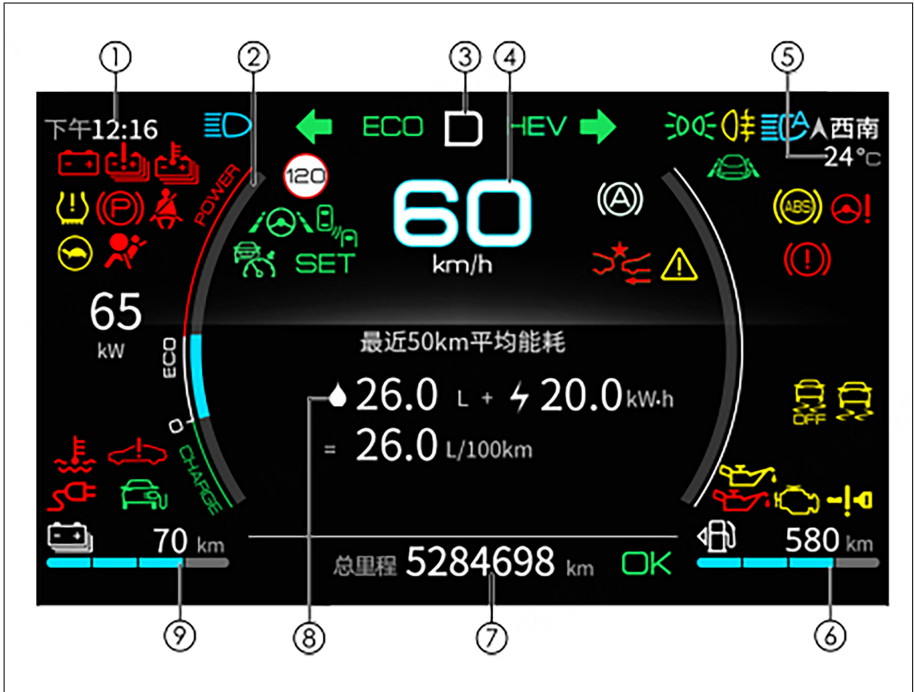 ① ② ③ ④ ⑤
下午12:16
ECO D HEV
西南
24°C
POWER
120
60
km/h
A
ABS
P
SET
65
kW
ECO
0
CHARGE
最近50km平均能耗
26.0 L + 20.0 kW·h
= 26.0 L/100km
OFF
70 km
580 km
总里程 5284698 km OK
⑨ ⑧ ⑦ ⑥